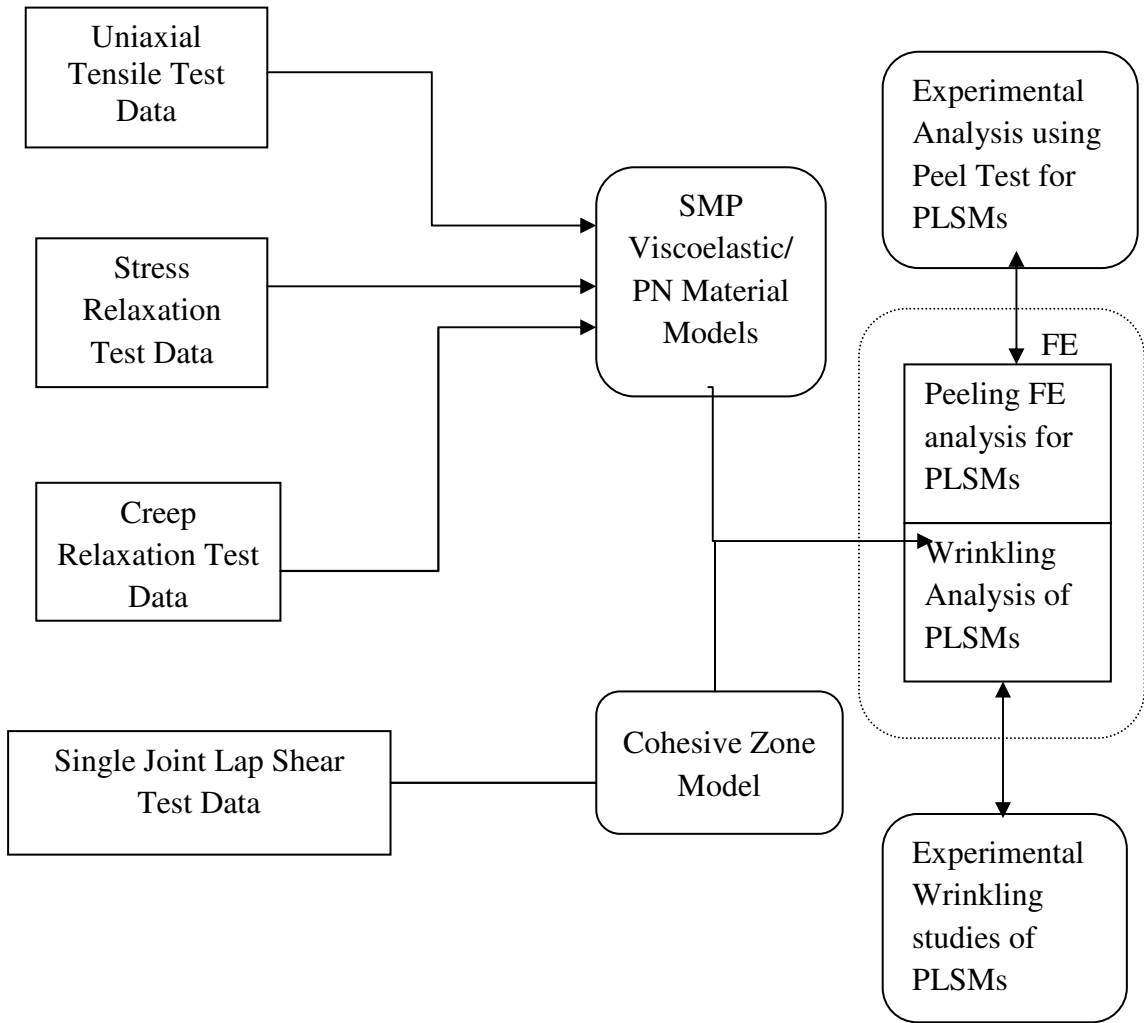 Uniaxial
Tensile Test
Data
Stress
Relaxation
Test Data
Creep
Relaxation Test
Data
Single Joint Lap Shear
Test Data
SMP
Viscoelastic/
PN Material
Models
Cohesive Zone
Model
Experimental
Analysis using
Peel Test for
PLSMs
FE
Peeling FE
analysis for
PLSMs
Wrinkling
Analysis of
PLSMs
Experimental
Wrinkling
studies of
PLSMs